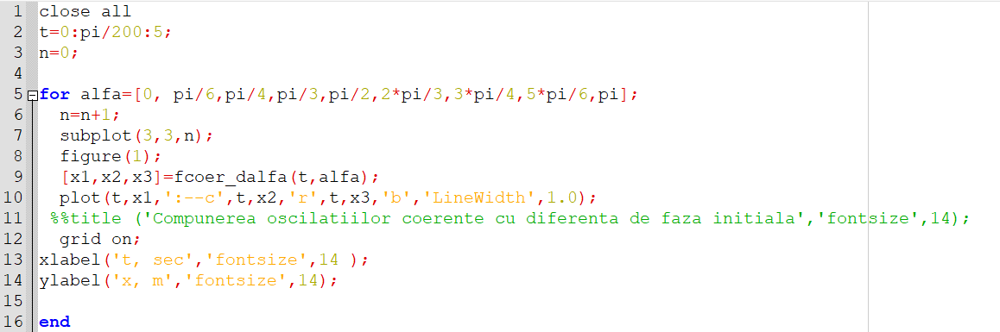 1 close all
2 t=0:pi/200:5;
3 n=0;
4
5 for alfa=[0, pi/6,pi/4,pi/3,pi/2,2*pi/3,3*pi/4,5*pi/6,pi];
6 n=n+1;
7 subplot(3,3,n);
8 figure(1);
9 [x1,x2,x3]=fcoer_dalfa(t,alfa);
10 plot(t,x1,':--c',t,x2,'r',t,x3,'b','LineWidth',1.0);
11 %%title ('Compunerea oscilatiilor coerente cu diferenta de faza initiala','fontsize',14);
12 grid on;
13 xlabel('t, sec','fontsize',14 );
14 ylabel('x, m','fontsize',14);
15
16 end